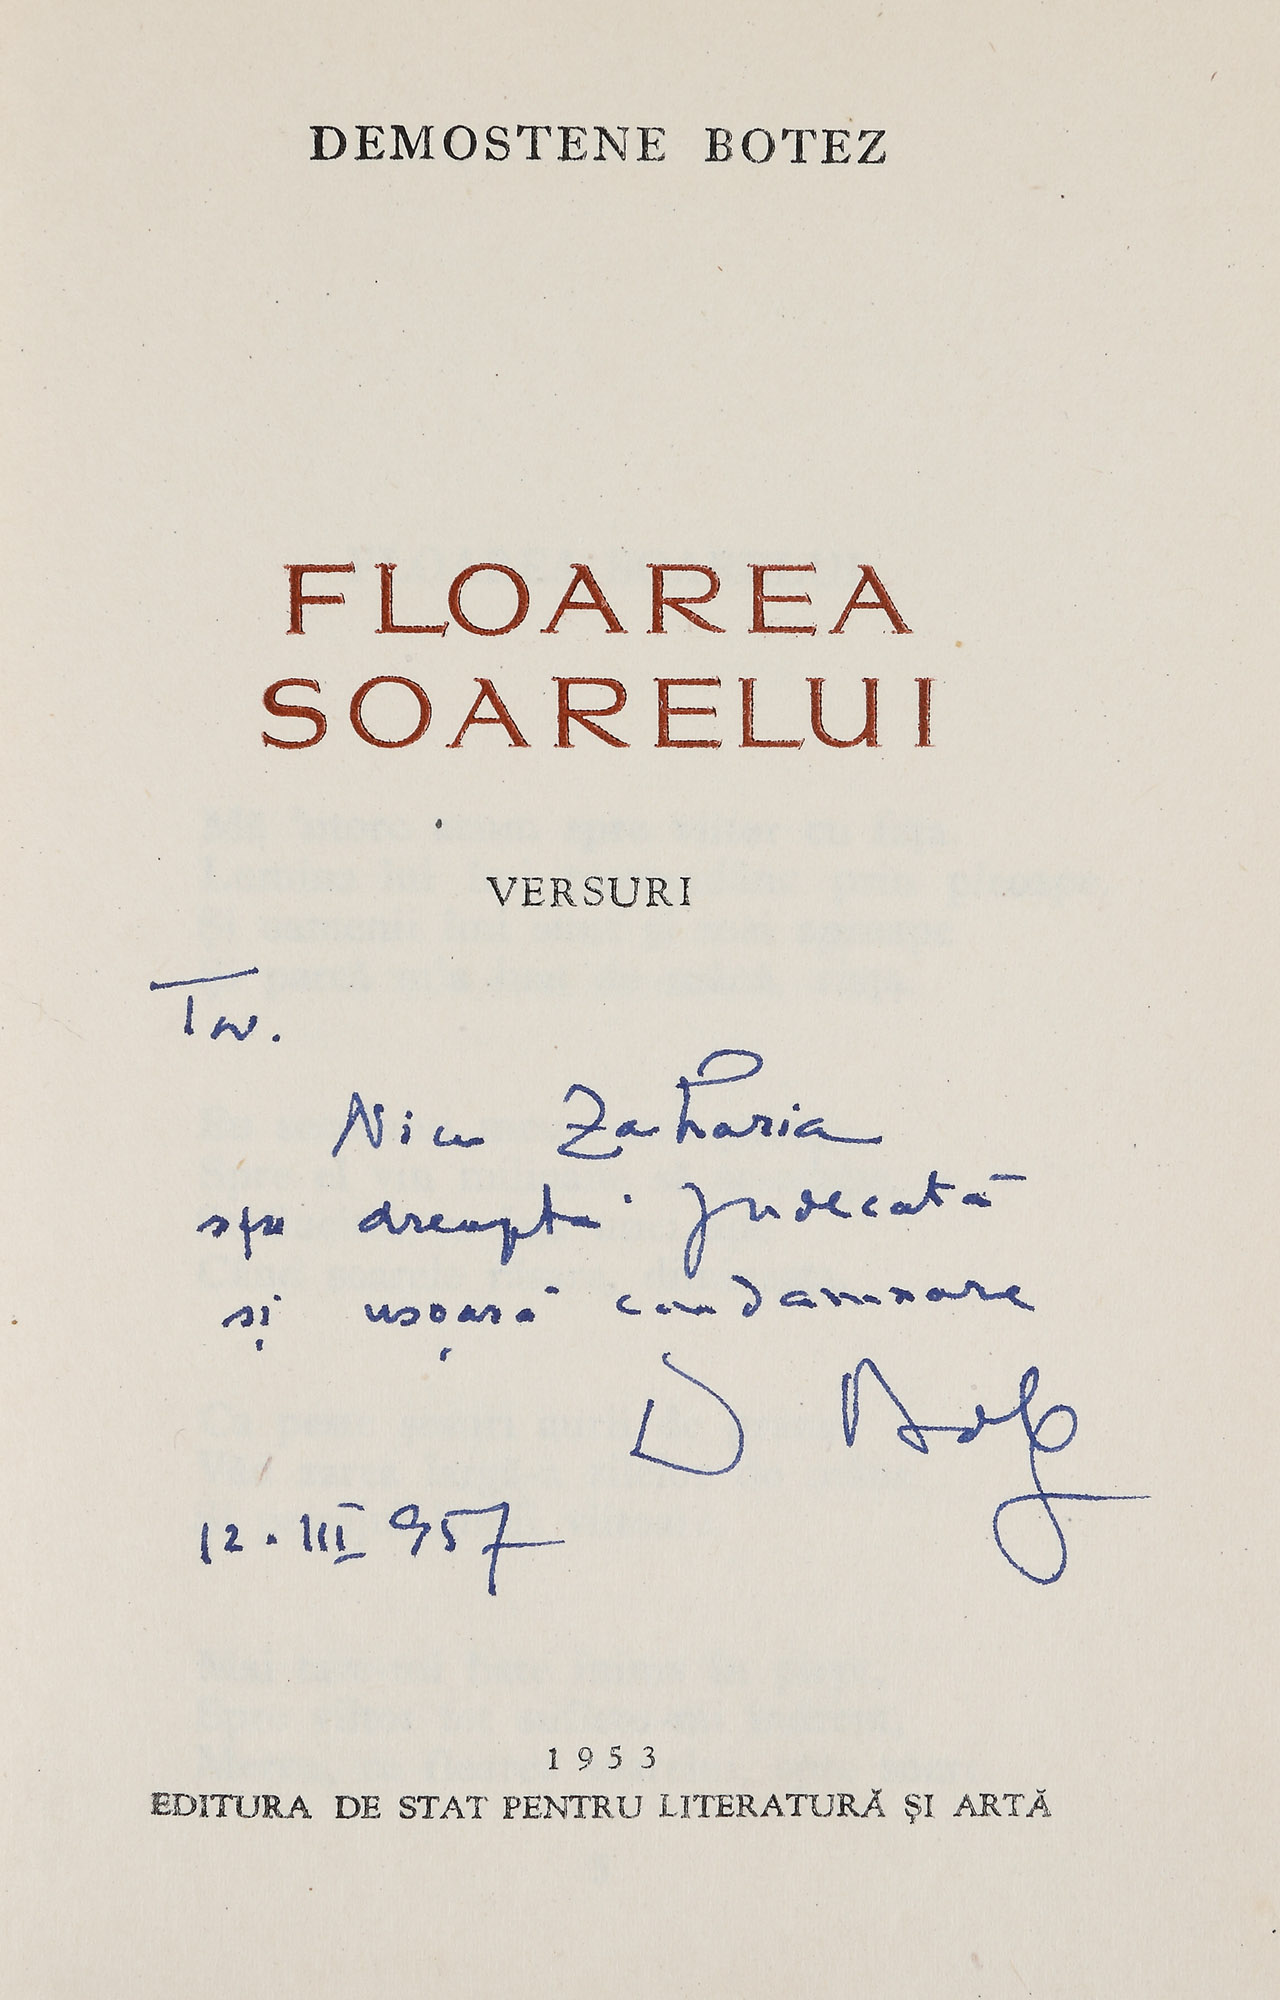 DEMOSTENE BOTEZ
FLOAREA
SOARELUI
VERSURI
Tov.
Nicu Zaharia
spre dreaptă judecată
și ușoară condamnare
D Botez
12.III 957
1953
EDITURA DE STAT PENTRU LITERATURĂ ȘI ARTĂ